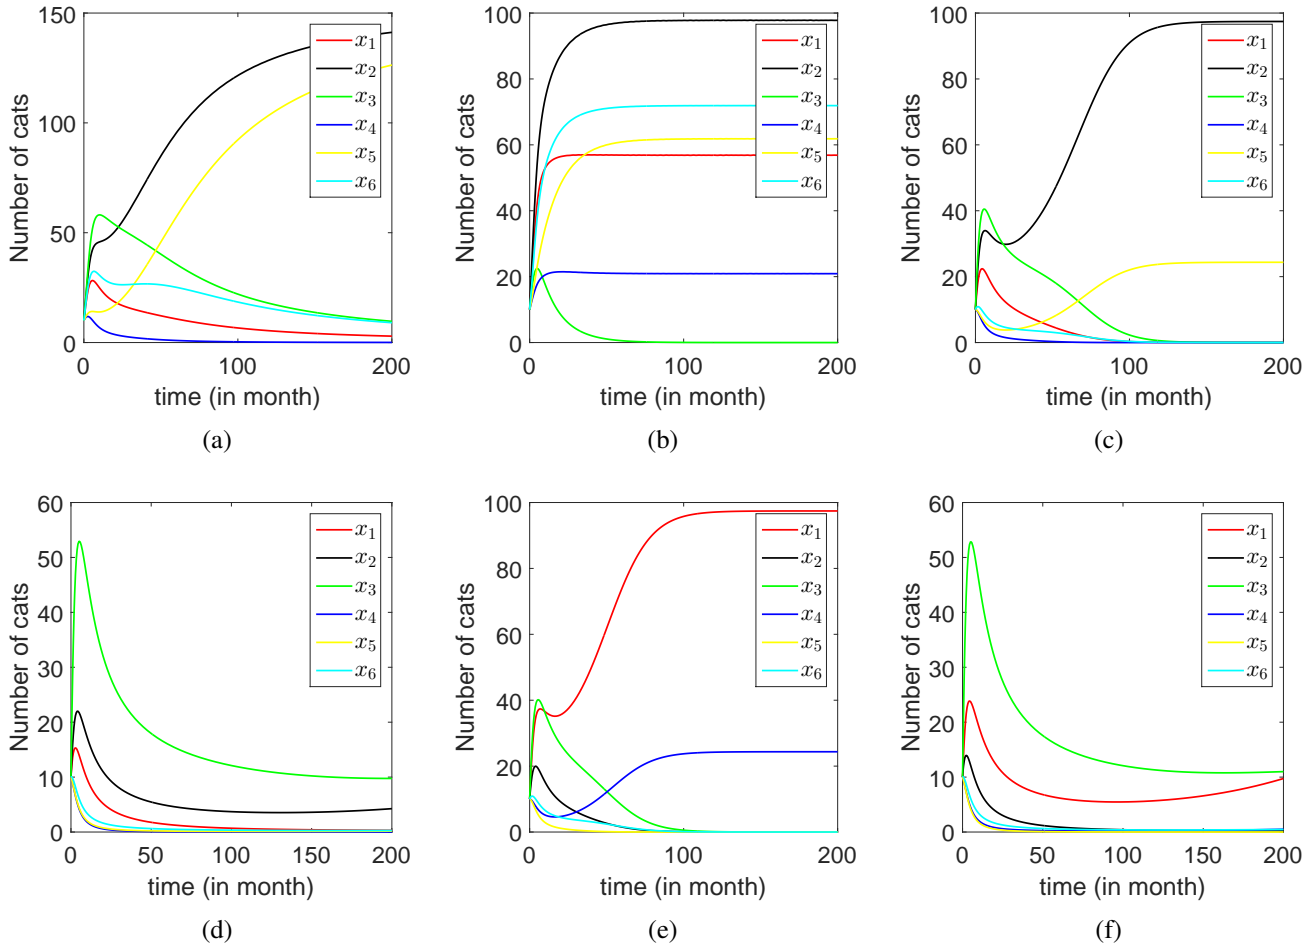 150
100
50
0
0
100
200
Number of cats
time (in month)
x1
x2
x3
x4
x5
x6
(a)
100
80
60
40
20
0
0
100
200
Number of cats
time (in month)
x1
x2
x3
x4
x5
x6
(b)
100
80
60
40
20
0
0
100
200
Number of cats
time (in month)
x1
x2
x3
x4
x5
x6
(c)
60
50
40
30
20
10
0
0
50
100
150
200
Number of cats
time (in month)
x1
x2
x3
x4
x5
x6
(d)
100
80
60
40
20
0
0
100
200
Number of cats
time (in month)
x1
x2
x3
x4
x5
x6
(e)
60
50
40
30
20
10
0
0
50
100
150
200
Number of cats
time (in month)
x1
x2
x3
x4
x5
x6
(f)